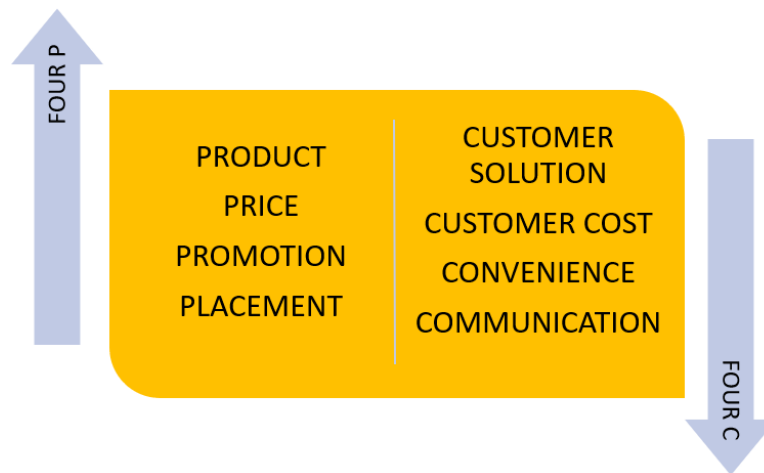 FOUR P
PRODUCT
PRICE
PROMOTION
PLACEMENT
CUSTOMER
SOLUTION
CUSTOMER COST
CONVENIENCE
COMMUNICATION
FOUR C